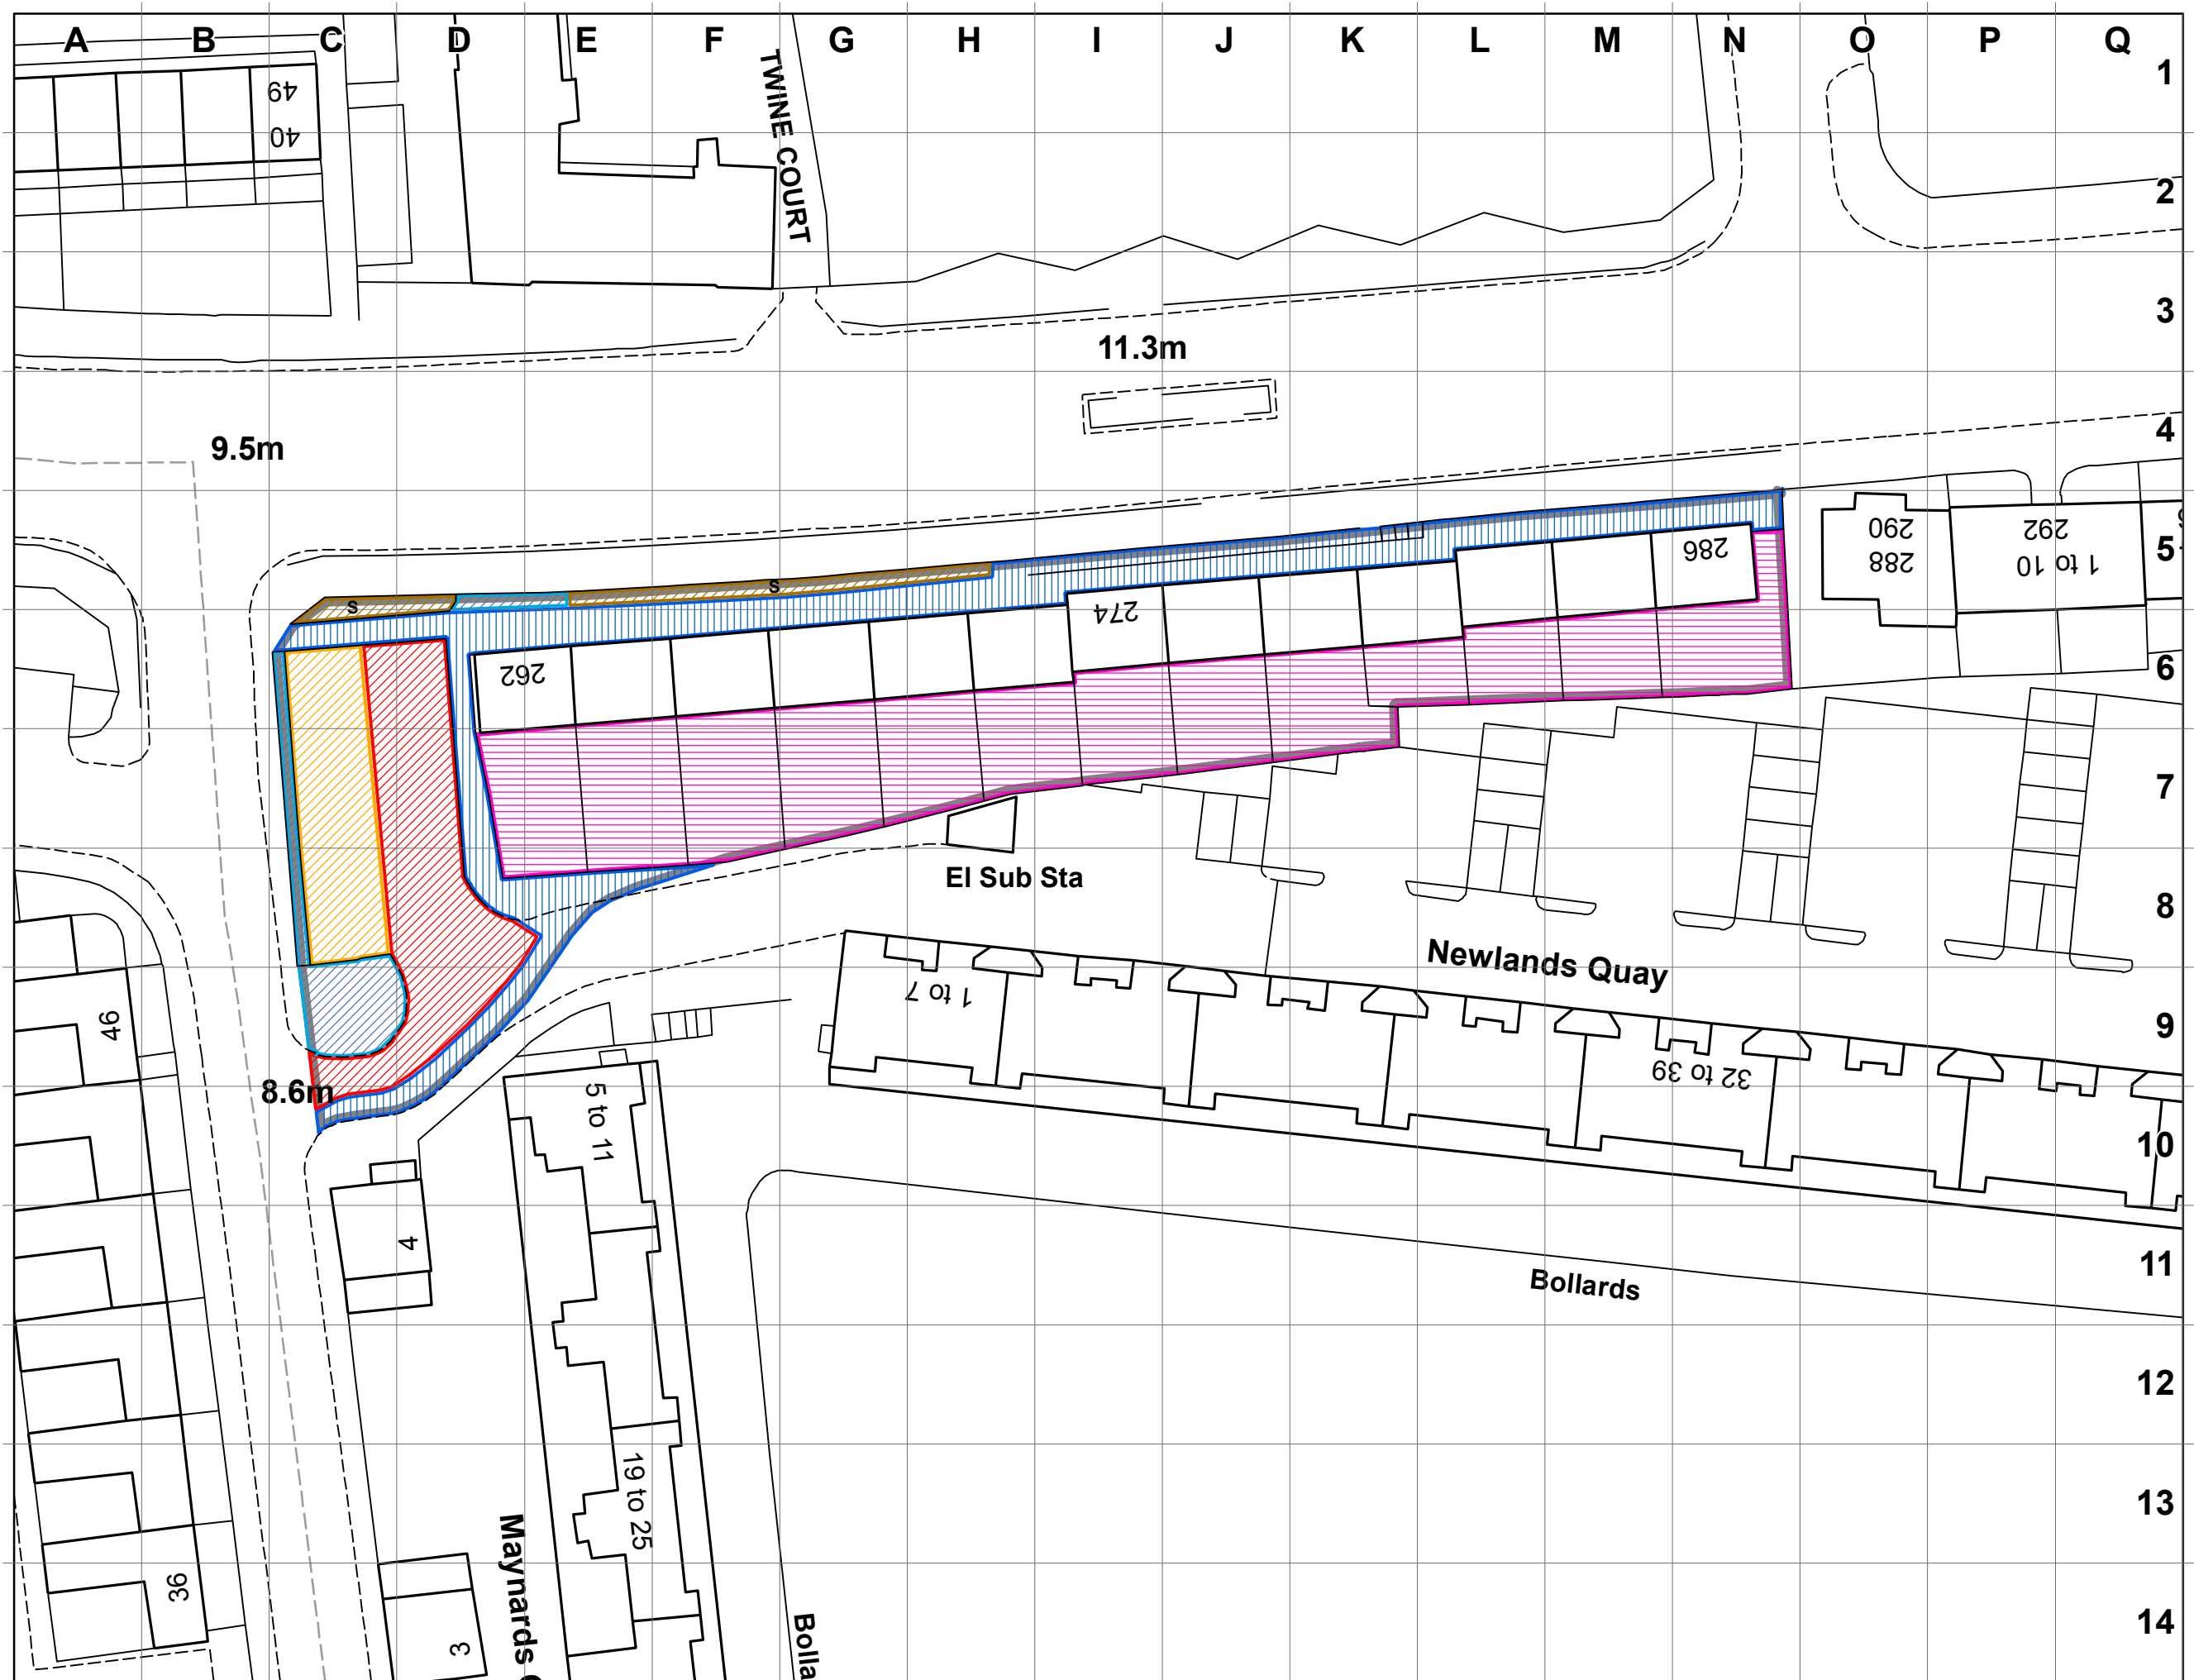 A B C D E F G H I J K L M N O P Q
1
49
40
TWINE COURT
2
3
11.3m
4
9.5m
5
290
288
292
1 to 10
286
s
s
274
6
262
7
El Sub Sta
8
Newlands Quay
1 to 7
9
46
32 to 39
8.6m
5 to 11
10
4
11
Bollards
12
13
19 to 25
Maynards
36
14
3
Bolla